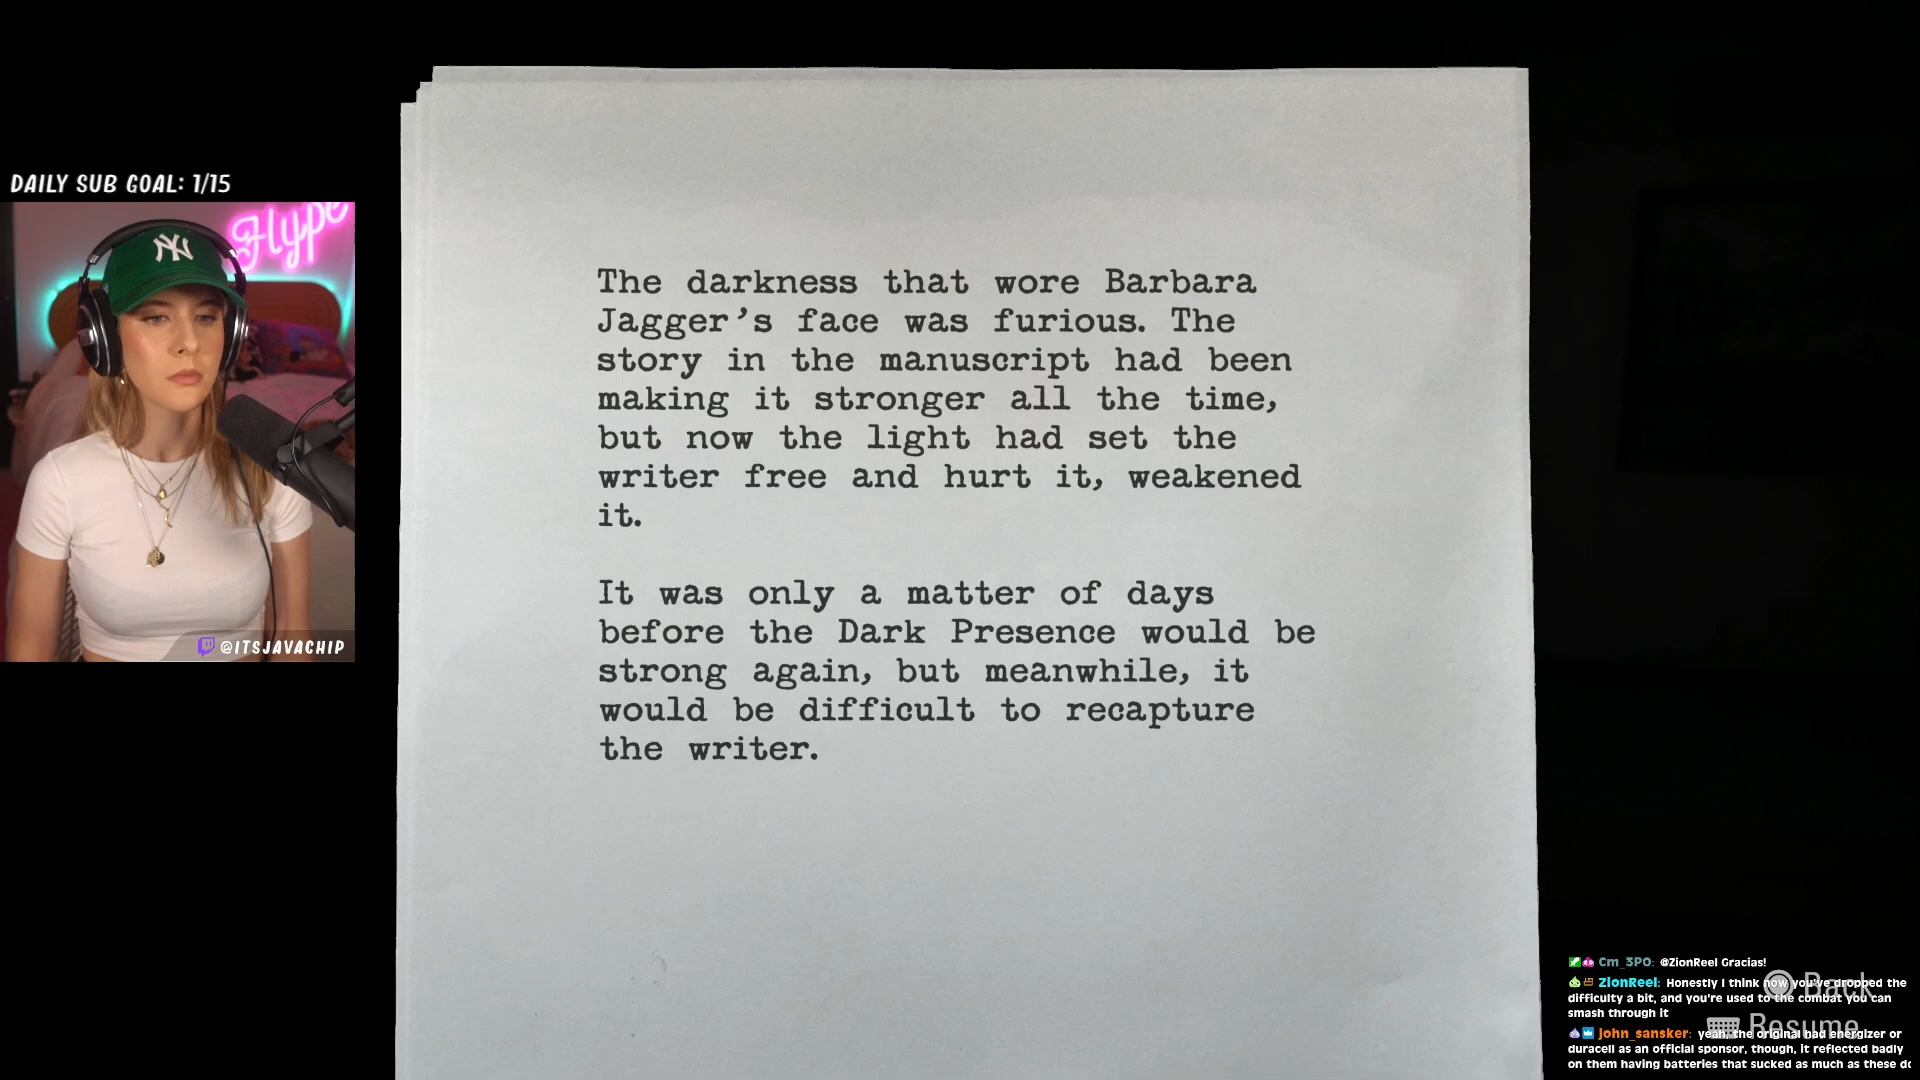 DAILY SUB GOAL: 1/15
Hype
NY
@ITSJAVACHIP
The darkness that wore Barbara
Jagger's face was furious. The
story in the manuscript had been
making it stronger all the time,
but now the light had set the
writer free and hurt it, weakened
it.
It was only a matter of days
before the Dark Presence would be
strong again, but meanwhile, it
would be difficult to recapture
the writer.
Cm_3PO: @ZionReel Gracias!
ZionReel: Honestly I think now you've dropped the
difficulty a bit, and you're used to the combat you can
smash through it
john_sansker: yeah, the original had energizer or
duracell as an official sponsor, though, it reflected badly
on them having batteries that sucked as much as these do
Back
Resume